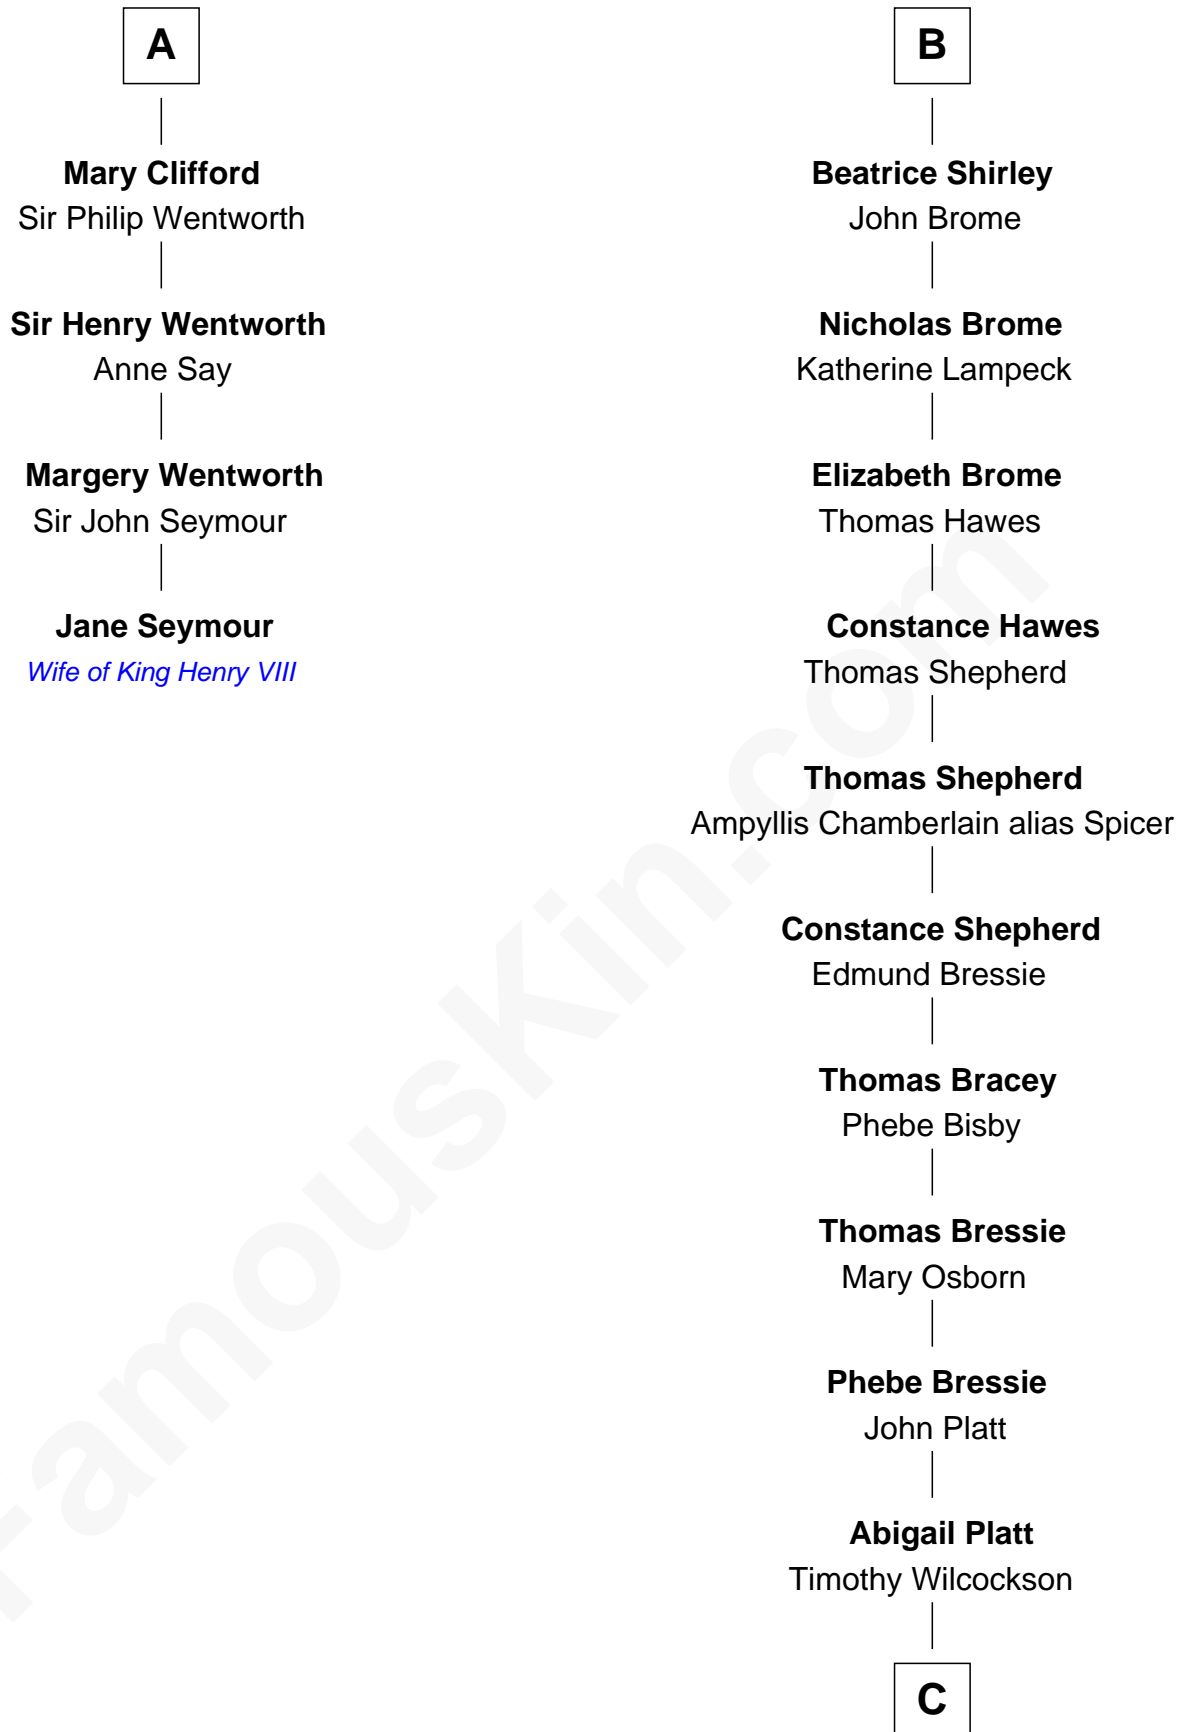 A
Mary Clifford
Sir Philip Wentworth
Sir Henry Wentworth
Anne Say
Margery Wentworth
Sir John Seymour
Jane Seymour
Wife of King Henry VIII
B
Beatrice Shirley
John Brome
Nicholas Brome
Katherine Lampeck
Elizabeth Brome
Thomas Hawes
Constance Hawes
Thomas Shepherd
Thomas Shepherd
Ampyllis Chamberlain alias Spicer
Constance Shepherd
Edmund Bressie
Thomas Bracey
Phebe Bisby
Thomas Bressie
Mary Osborn
Phebe Bressie
John Platt
Abigail Platt
Timothy Wilcockson
C
FamousKin.com